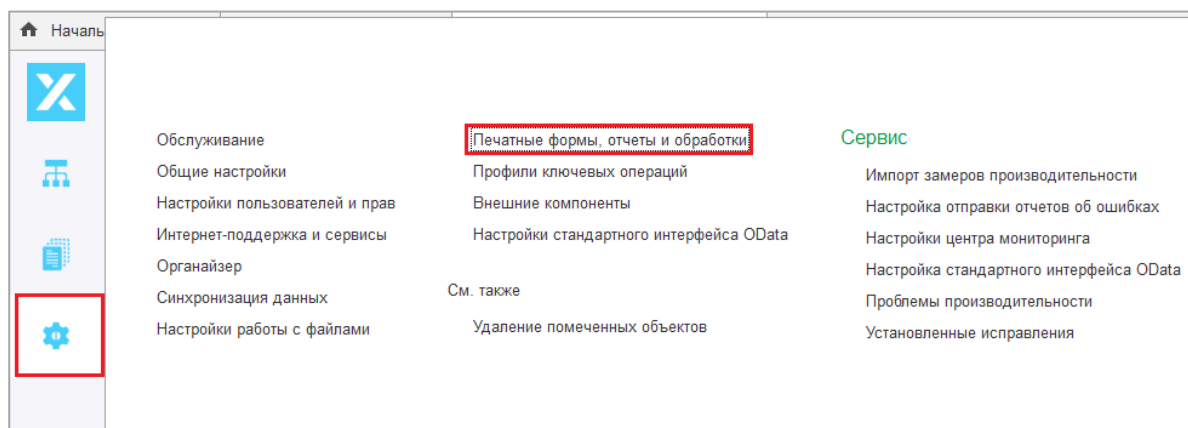 Началь
Обслуживание
Общие настройки
Настройки пользователей и прав
Интернет-поддержка и сервисы
Органайзер
Синхронизация данных
Настройки работы с файлами
Печатные формы, отчеты и обработки
Профили ключевых операций
Внешние компоненты
Настройки стандартного интерфейса OData
См. также
Удаление помеченных объектов
Сервис
Импорт замеров производительности
Настройка отправки отчетов об ошибках
Настройки центра мониторинга
Настройка стандартного интерфейса OData
Проблемы производительности
Установленные исправления